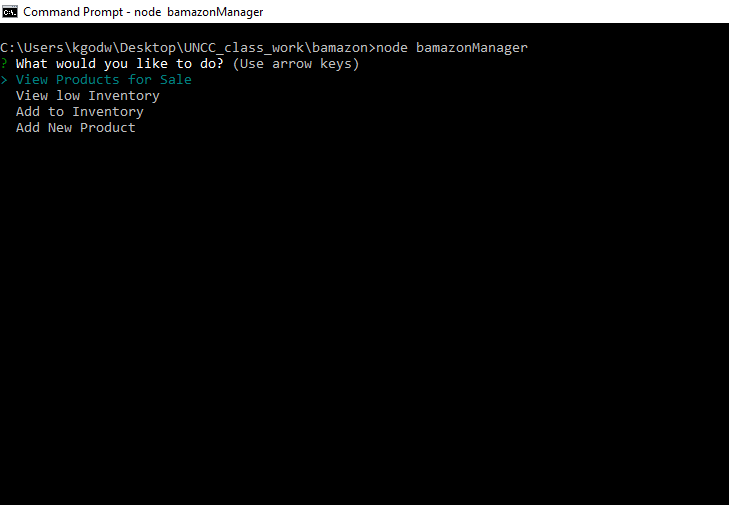 Command Prompt - node  bamazonManager
C:\Users\kgodw\Desktop\UNCC_class_work\bamazon>node bamazonManager
? What would you like to do? (Use arrow keys)
> View Products for Sale
  View low Inventory
  Add to Inventory
  Add New Product